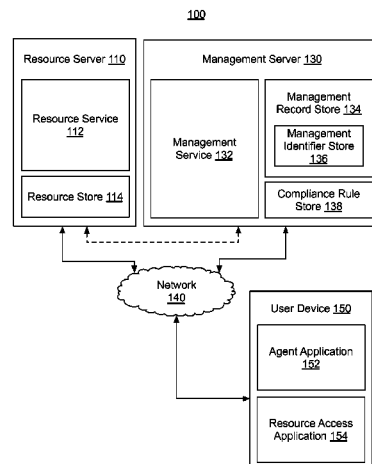 100
Resource Server 110
Resource Service
112
Resource Store 114
Management Server 130
Management
Service 132
Management
Record Store 134
Management
Identifier Store
136
Compliance Rule
Store 138
Network
140
User Device 150
Agent Application
152
Resource Access
Application 154